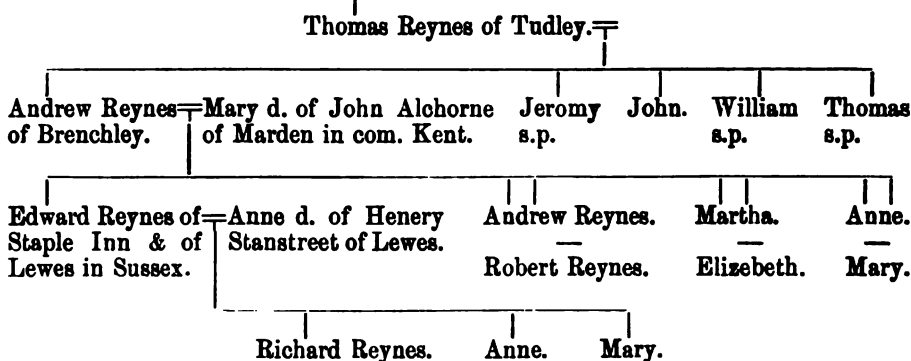 Thomas Reynes of Tudley.
Andrew Reynes Mary d. of John Alchorne Jeromy John. William Thomas
of Brenchley. of Marden in com. Kent. s.p. s.p. s.p.
Edward Reynes of Anne d. of Henery Andrew Reynes. Martha. Anne.
Staple Inn & of Stanstreet of Lewes.
Lewes in Sussex. Robert Reynes. Elizebeth. Mary.
Richard Reynes. Anne. Mary.